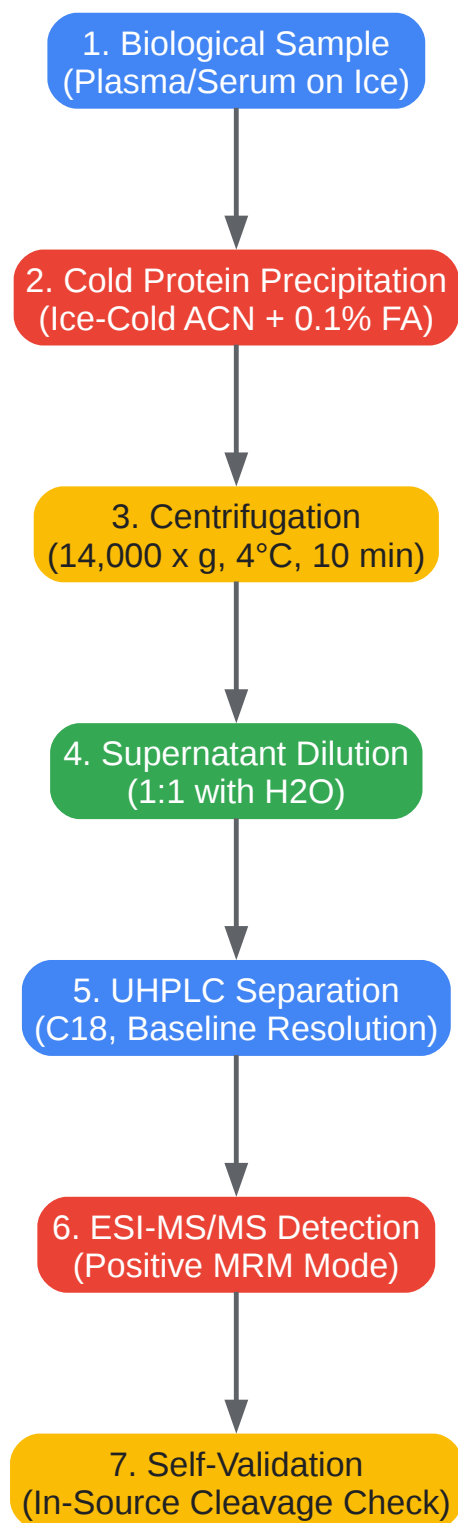 1. Biological Sample
(Plasma/Serum on Ice)
2. Cold Protein Precipitation
(Ice-Cold ACN + 0.1% FA)
3. Centrifugation
(14,000 x g, 4°C, 10 min)
4. Supernatant Dilution
(1:1 with H2O)
5. UHPLC Separation
(C18, Baseline Resolution)
6. ESI-MS/MS Detection
(Positive MRM Mode)
7. Self-Validation
(In-Source Cleavage Check)